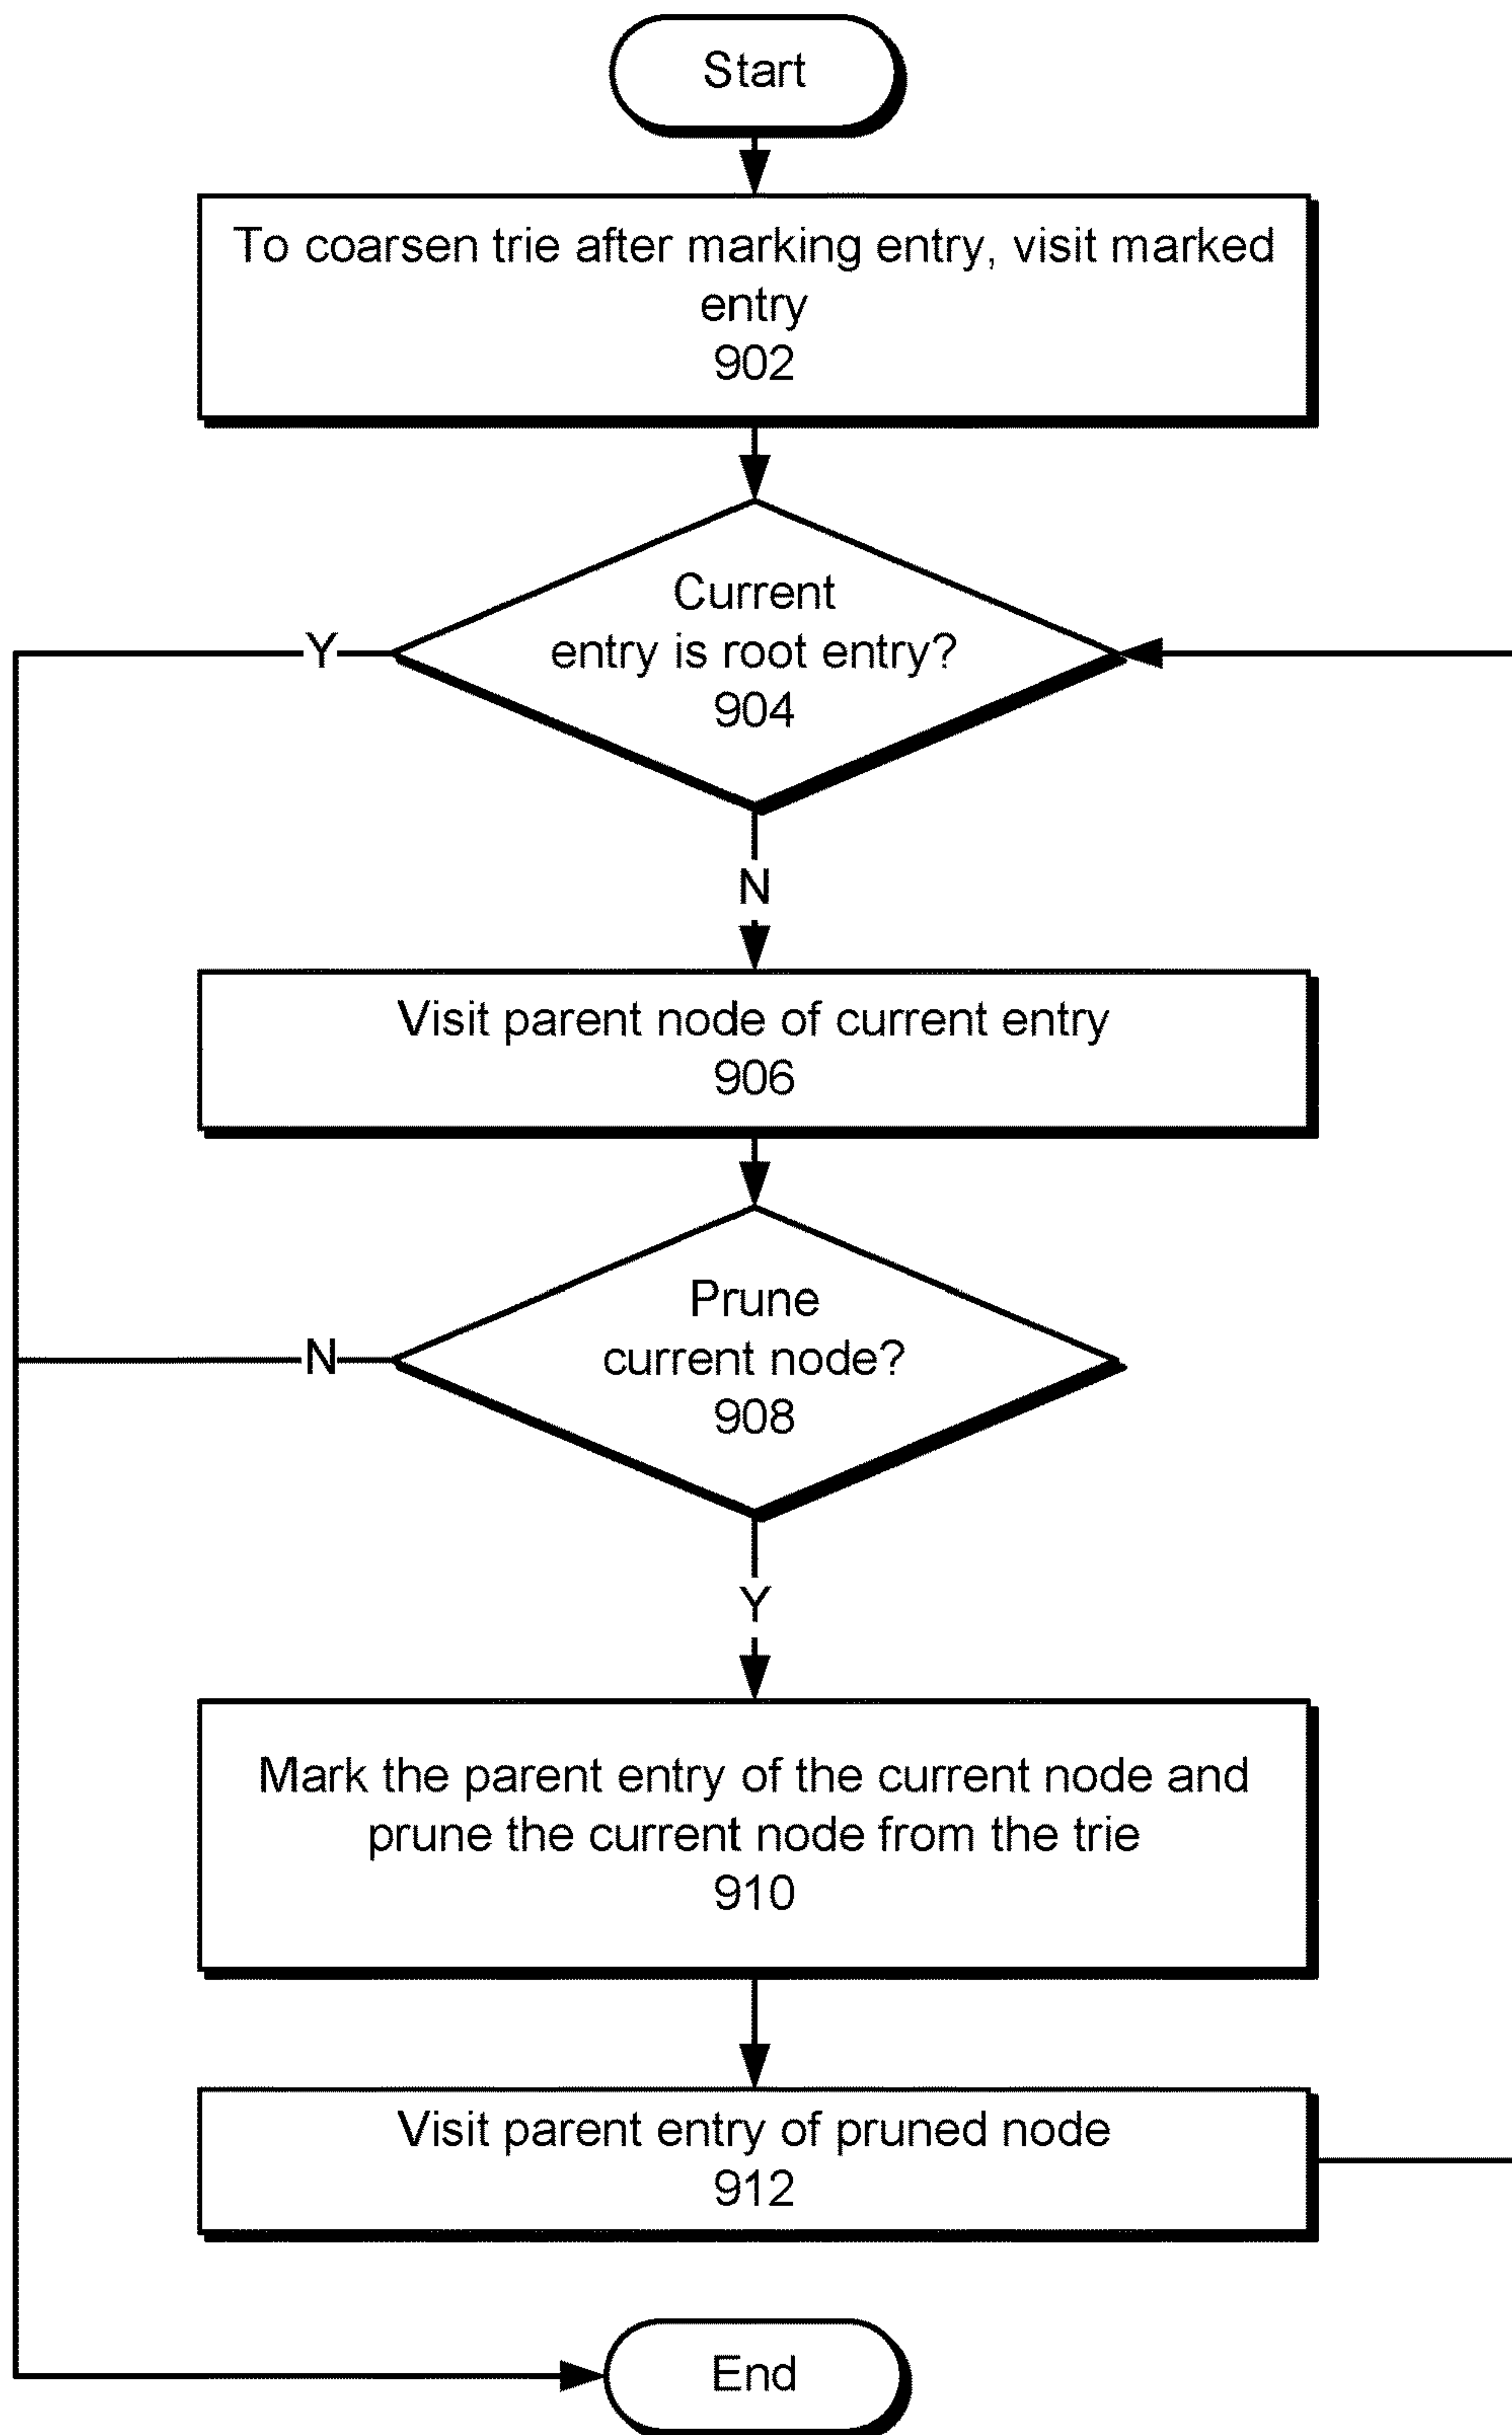 Start
To coarsen trie after marking entry, visit marked
entry
902
Current
entry is root entry?
904
Y
N
Visit parent node of current entry
906
Prune
current node?
908
N
Y
Mark the parent entry of the current node and
prune the current node from the trie
910
Visit parent entry of pruned node
912
End